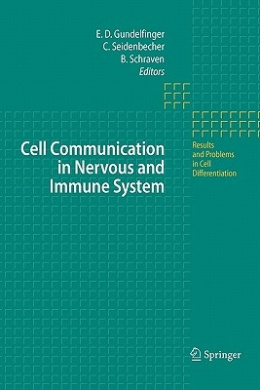 E. D. Gundelfinger
C. Seidenbecher
B. Schraven
Editors
Cell Communication
in Nervous and
Immune System
Results
and Problems
in Cell
Differentiation
Springer